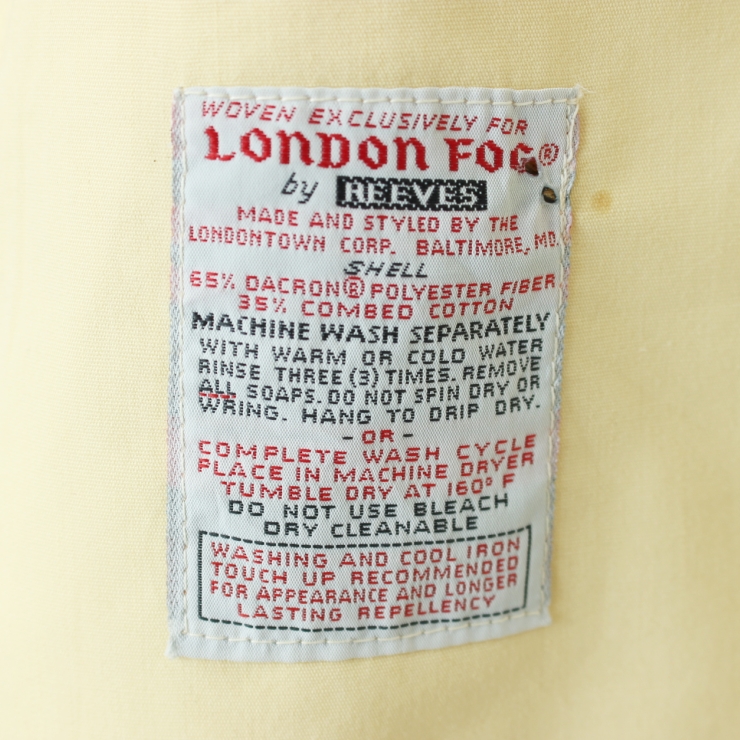 WOVEN EXCLUSIVELY FOR
LONDON FOG®
by REEVES
MADE AND STYLED BY THE
LONDONTOWN CORP. BALTIMORE, MD.
SHELL
65% DACRON® POLYESTER FIBER
35% COMBED COTTON
MACHINE WASH SEPARATELY
WITH WARM OR COLD WATER
RINSE THREE (3) TIMES. REMOVE
ALL SOAPS. DO NOT SPIN DRY OR
WRING. HANG TO DRIP DRY.
- OR -
COMPLETE WASH CYCLE
PLACE IN MACHINE DRYER
TUMBLE DRY AT 160° F
DO NOT USE BLEACH
DRY CLEANABLE
WASHING AND COOL IRON
TOUCH UP RECOMMENDED
FOR APPEARANCE AND LONGER
LASTING REPELLENCY